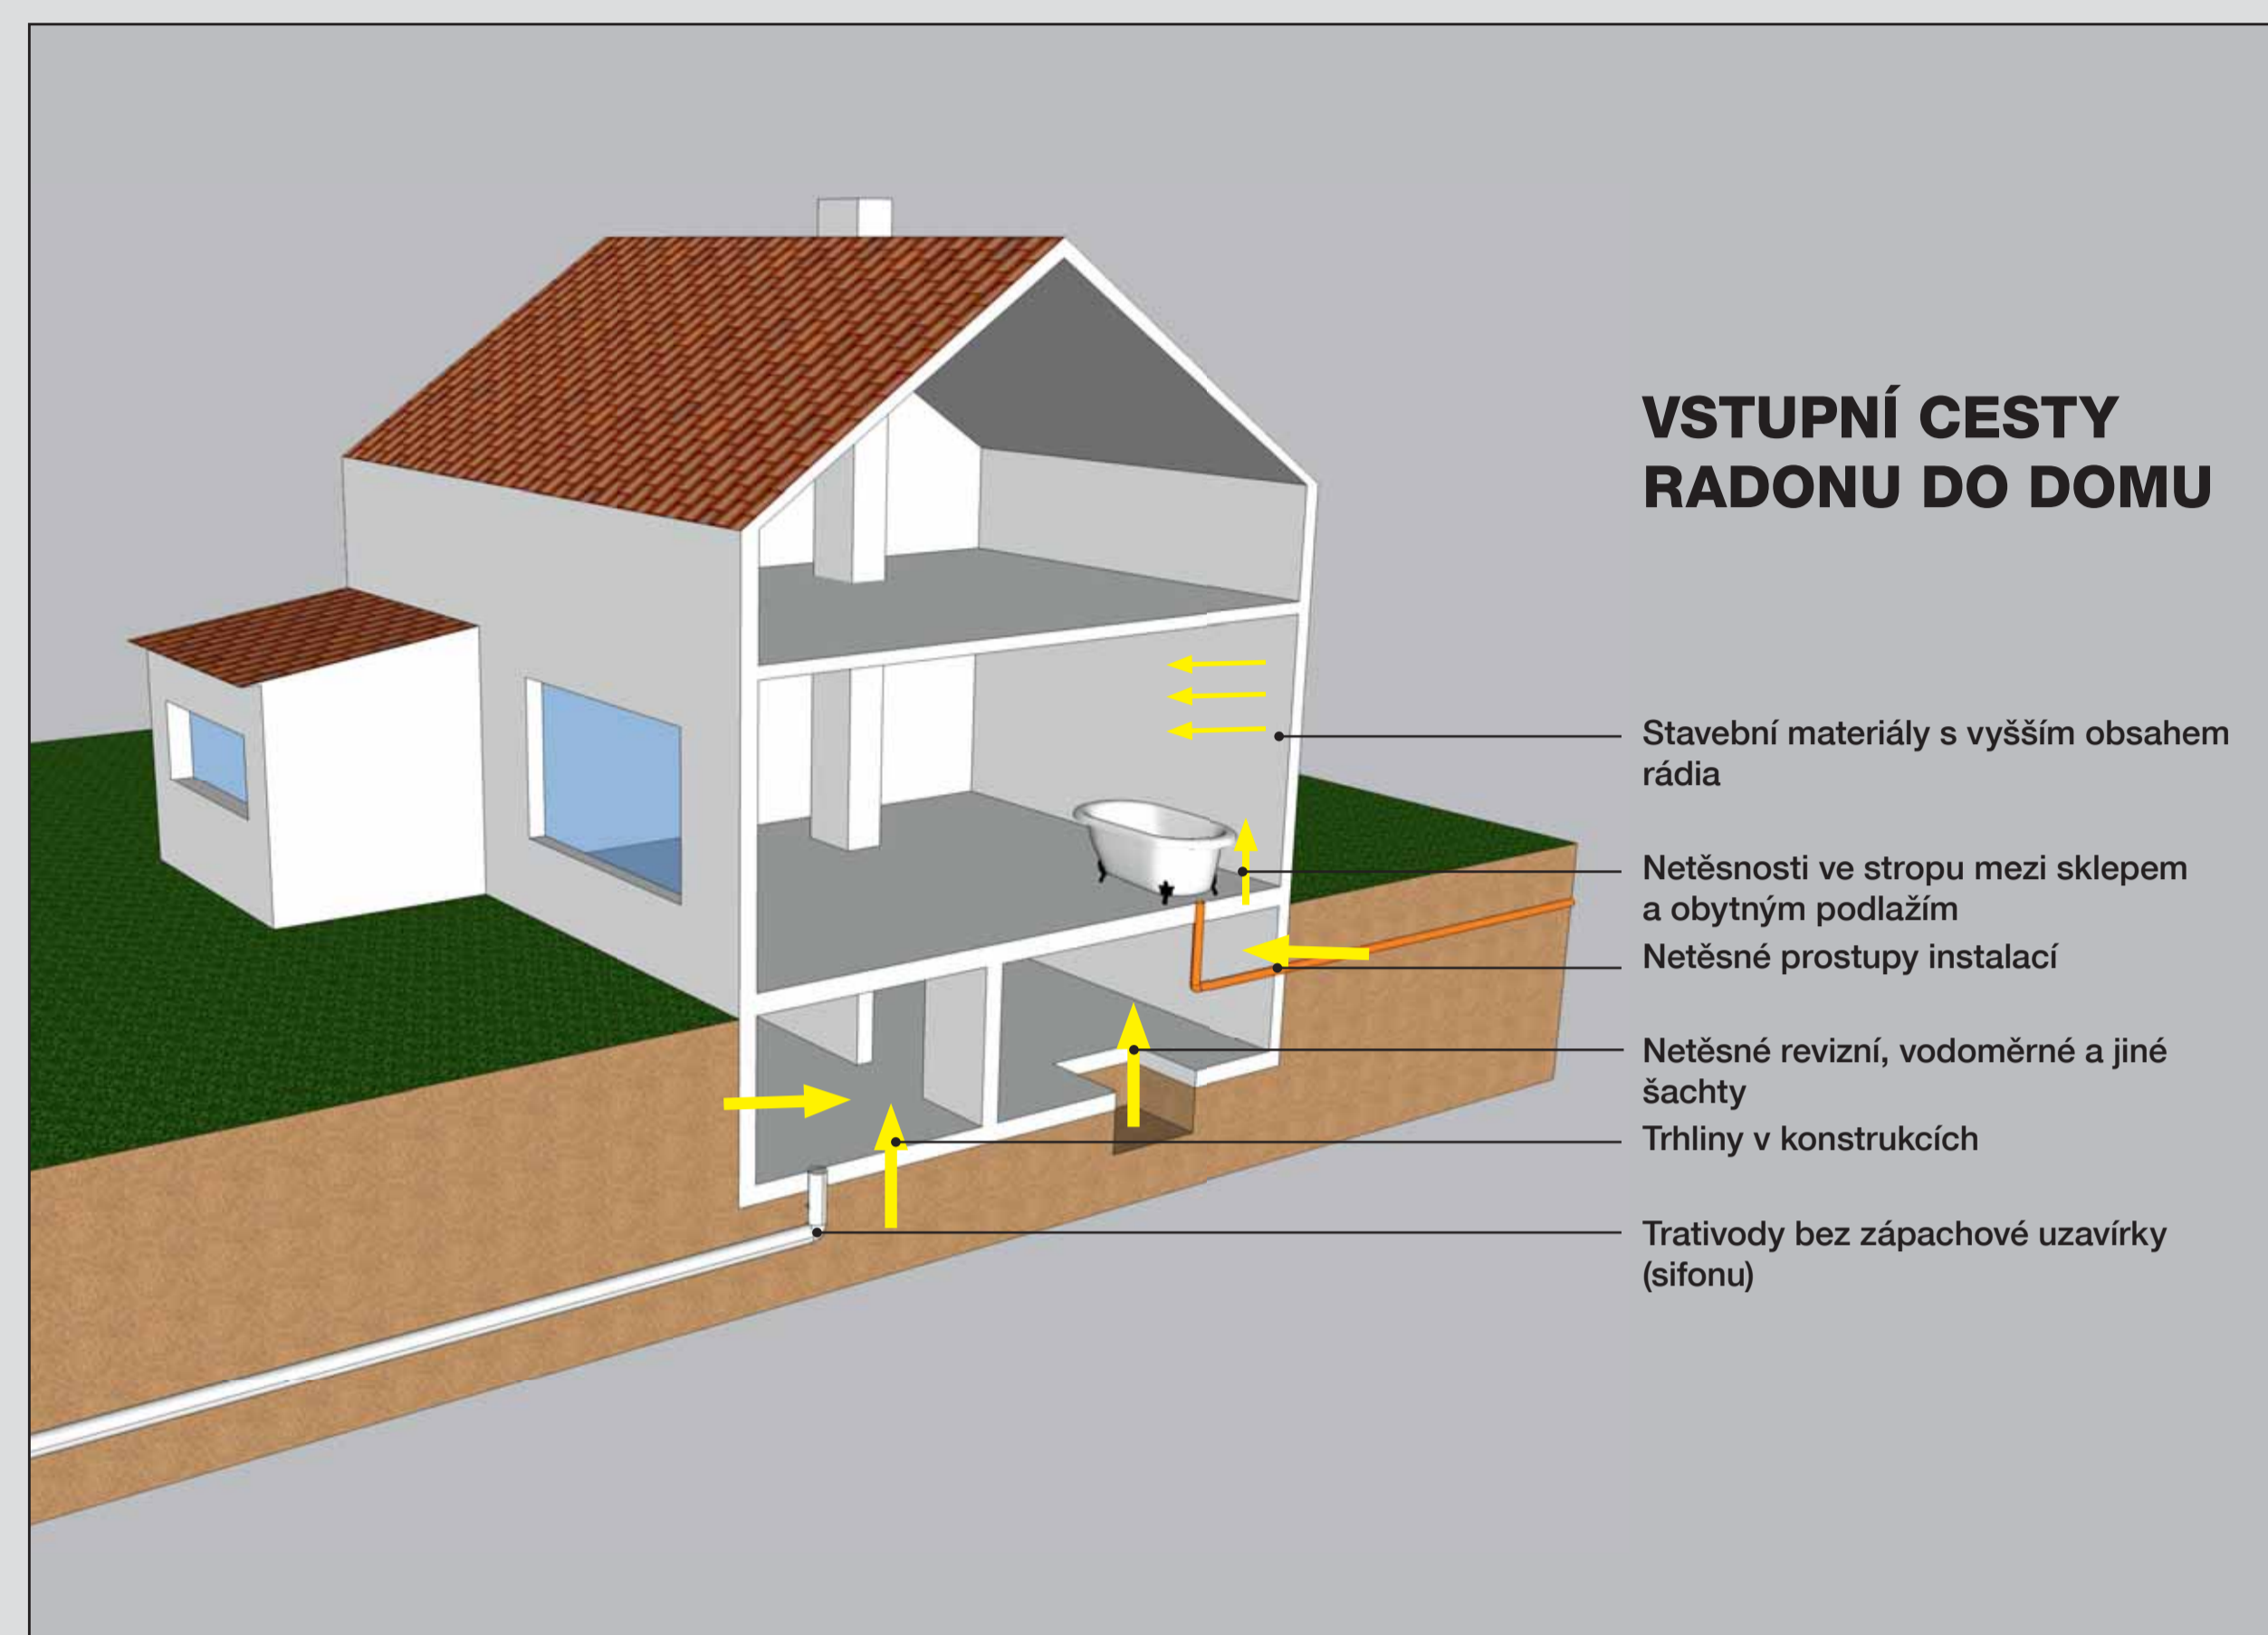 VSTUPNÍ CESTY
RADONU DO DOMU
Stavební materiály s vyšším obsahem
rádia
Netěsnosti ve stropu mezi sklepem
a obytným podlažím
Netěsné prostupy instalací
Netěsné revizní, vodoměrné a jiné
šachty
Trhliny v konstrukcích
Trativody bez zápachové uzavírky
(sifonu)